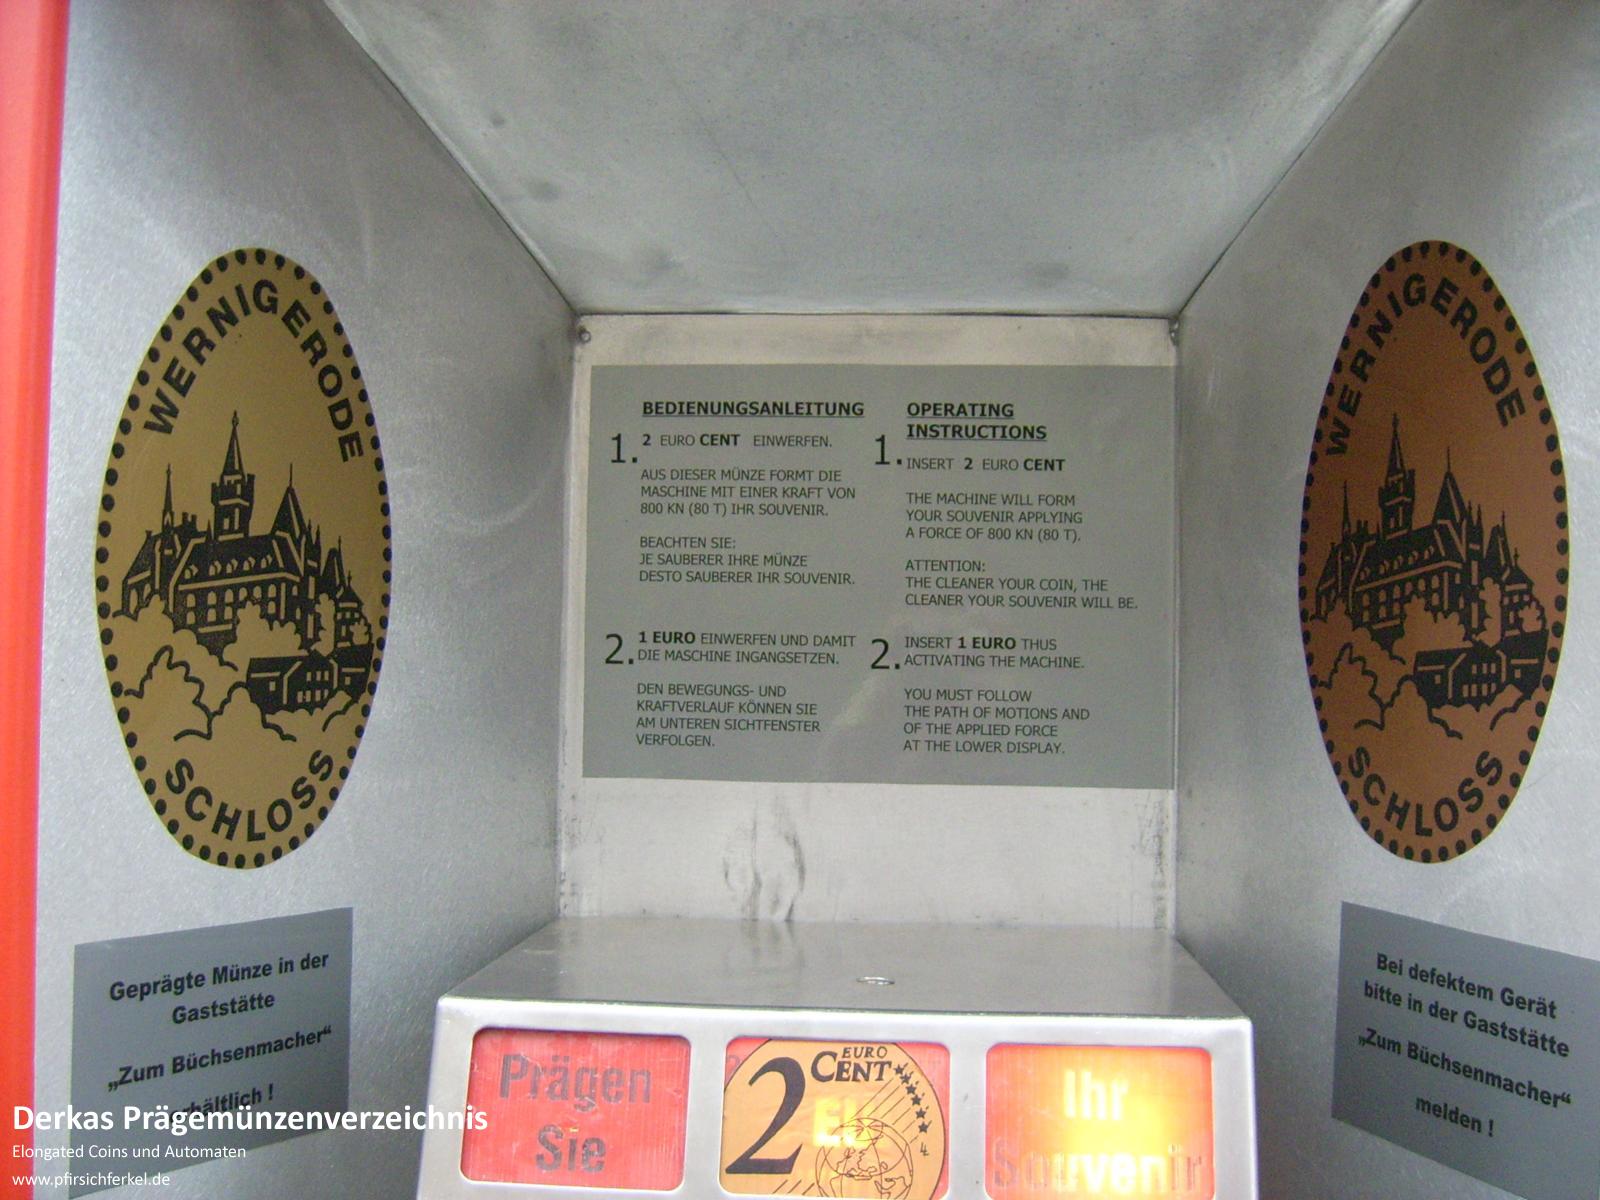 WERNIGERODE
SCHLOSS
Geprägte Münze in der
Gaststätte
„Zum Büchsenmacher“
erhältlich !
BEDIENUNGSANLEITUNG
1. 2 EURO CENT EINWERFEN.
AUS DIESER MÜNZE FORMT DIE
MASCHINE MIT EINER KRAFT VON
800 KN (80 T) IHR SOUVENIR.
BEACHTEN SIE:
JE SAUBERER IHRE MÜNZE
DESTO SAUBERER IHR SOUVENIR.
2. 1 EURO EINWERFEN UND DAMIT
DIE MASCHINE INGANGSETZEN.
DEN BEWEGUNGS- UND
KRAFTVERLAUF KÖNNEN SIE
AM UNTEREN SICHTFENSTER
VERFOLGEN.
OPERATING
INSTRUCTIONS
1. INSERT 2 EURO CENT
THE MACHINE WILL FORM
YOUR SOUVENIR APPLYING
A FORCE OF 800 KN (80 T).
ATTENTION:
THE CLEANER YOUR COIN, THE
CLEANER YOUR SOUVENIR WILL BE.
2. INSERT 1 EURO THUS
ACTIVATING THE MACHINE.
YOU MUST FOLLOW
THE PATH OF MOTIONS AND
OF THE APPLIED FORCE
AT THE LOWER DISPLAY.
WERNIGERODE
SCHLOSS
Bei defektem Gerät
bitte in der Gaststätte
„Zum Büchsenmacher“
melden !
Prägen
Sie
2 EURO
CENT
Ihr
Souvenir
Derkas Prägemünzenverzeichnis
Elongated Coins und Automaten
www.pfirsichferkel.de